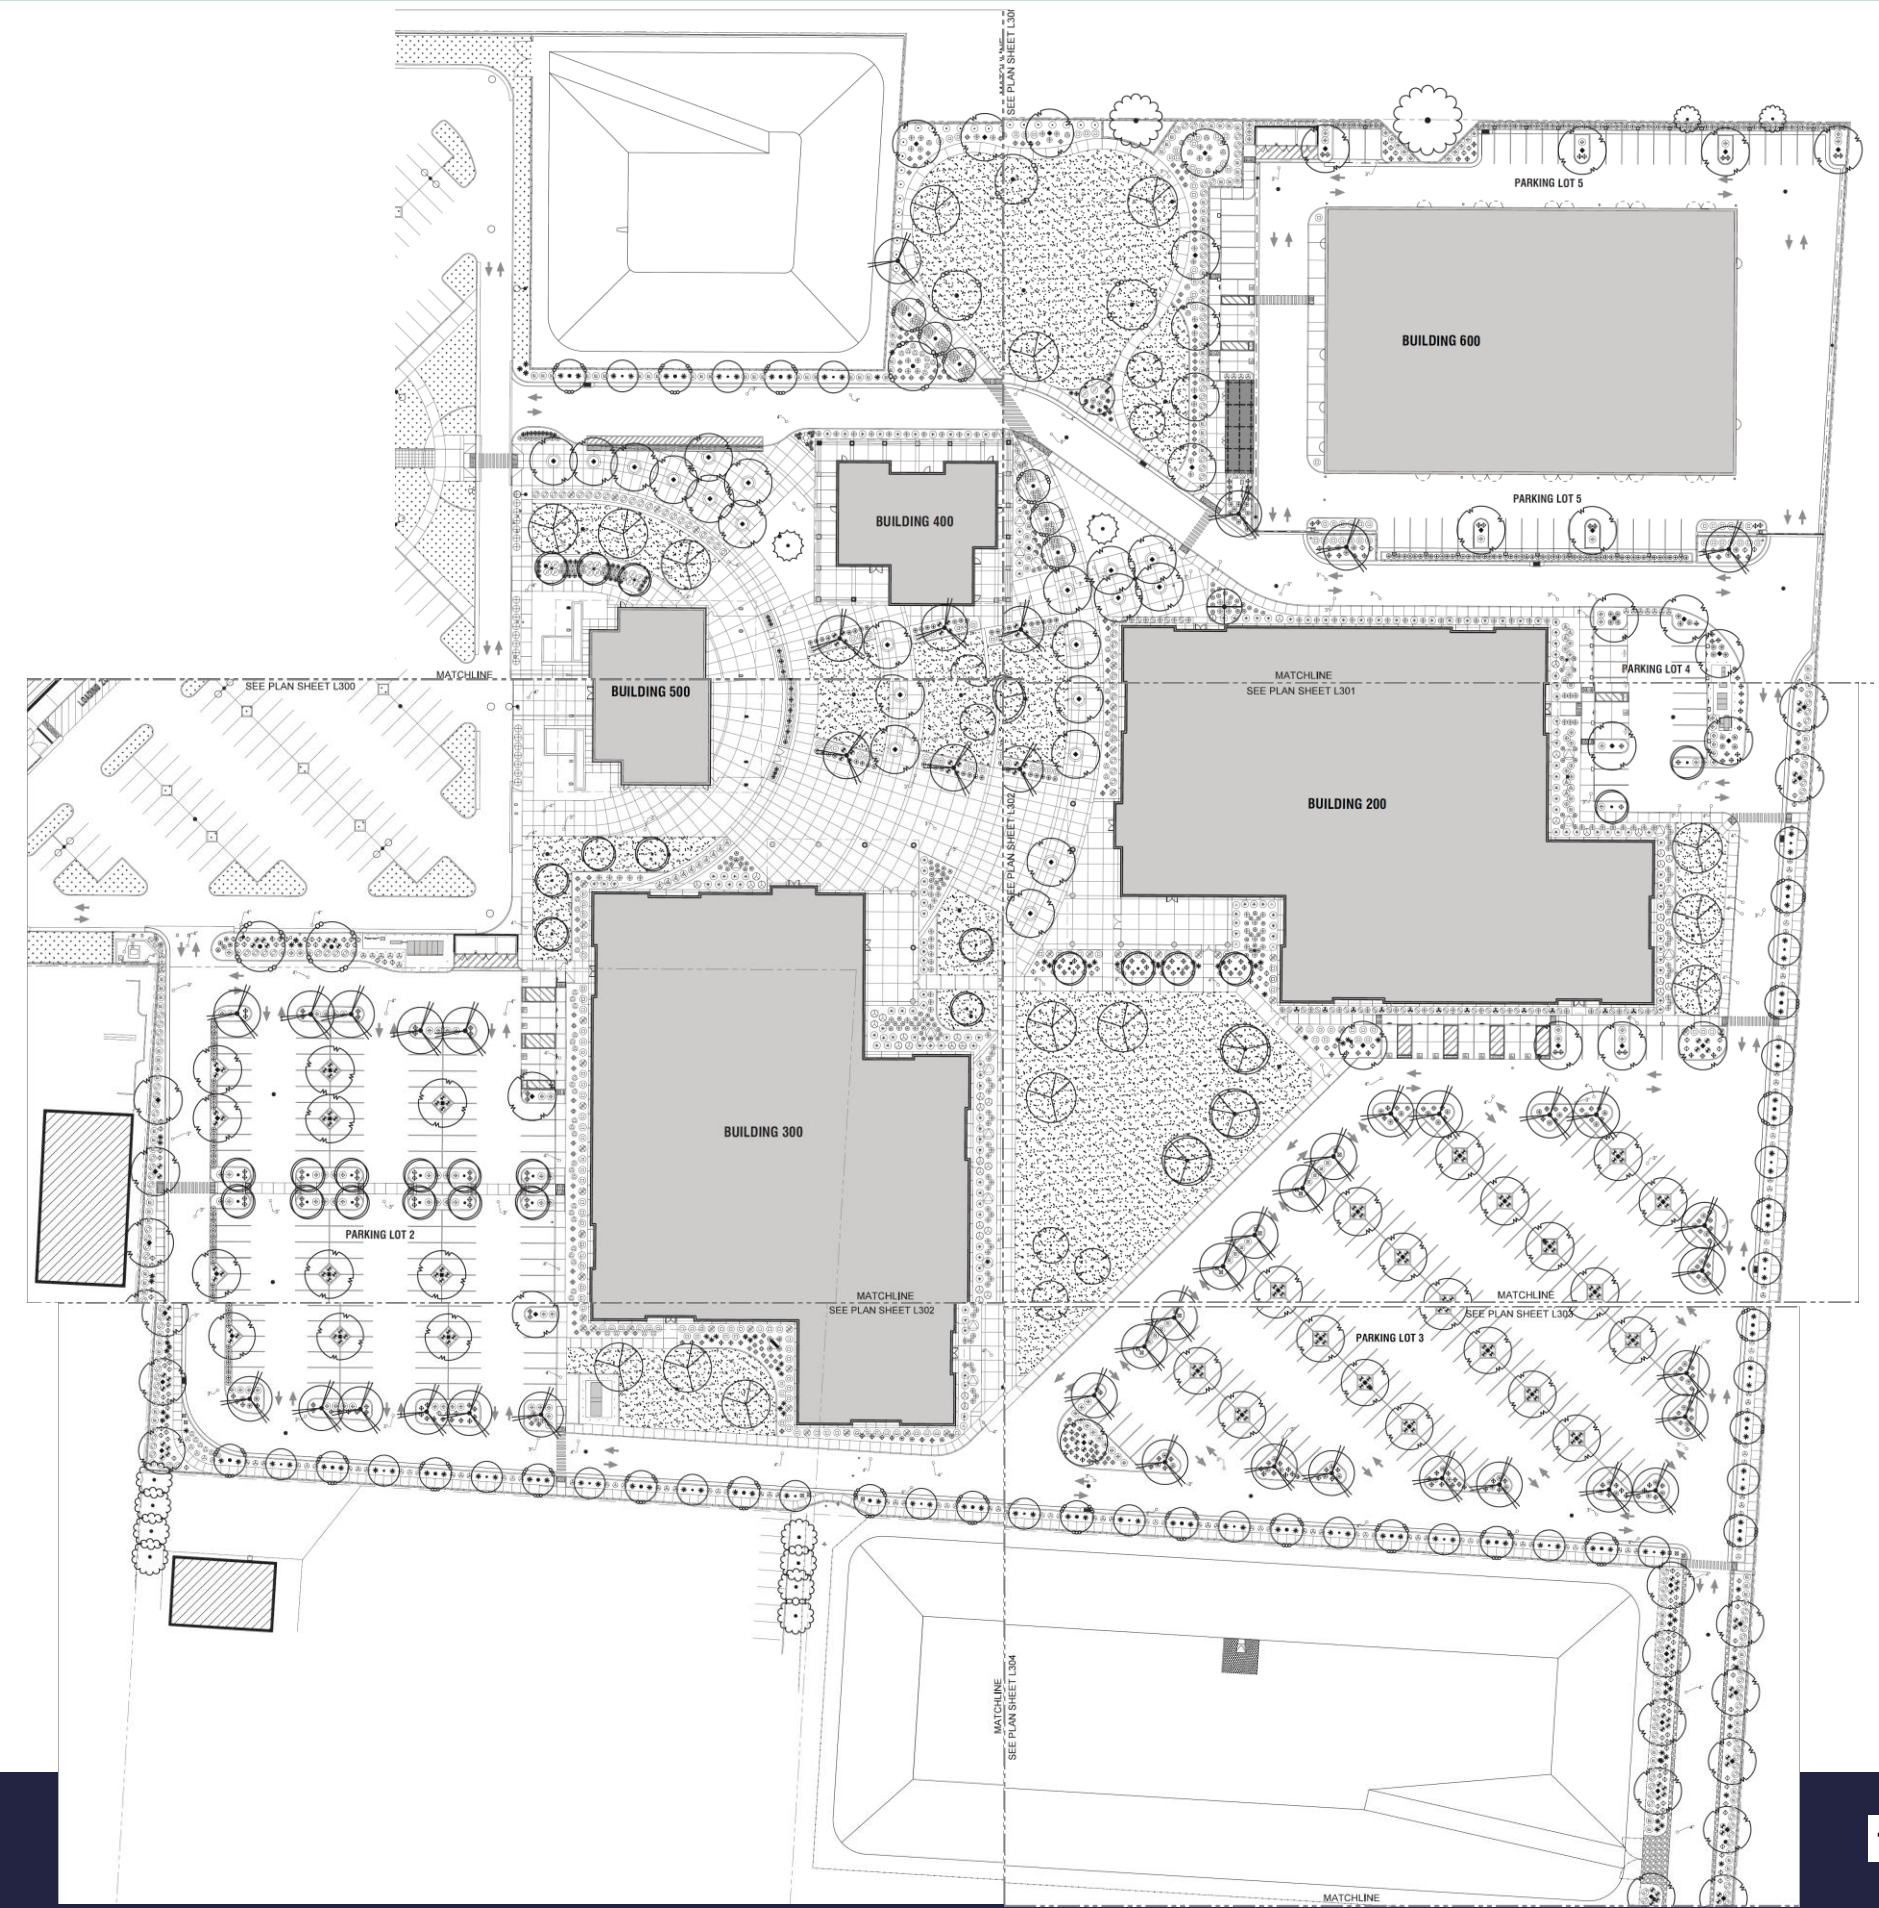 MATCHLINE
SEE PLAN SHEET L300
PARKING LOT 5
BUILDING 600
PARKING LOT 5
BUILDING 400
MATCHLINE
SEE PLAN SHEET L300
BUILDING 500
MATCHLINE
SEE PLAN SHEET L301
PARKING LOT 4
BUILDING 200
SEE PLAN SHEET L302
BUILDING 300
PARKING LOT 2
MATCHLINE
SEE PLAN SHEET L302
MATCHLINE
SEE PLAN SHEET L303
PARKING LOT 3
MATCHLINE
SEE PLAN SHEET L304
MATCHLINE